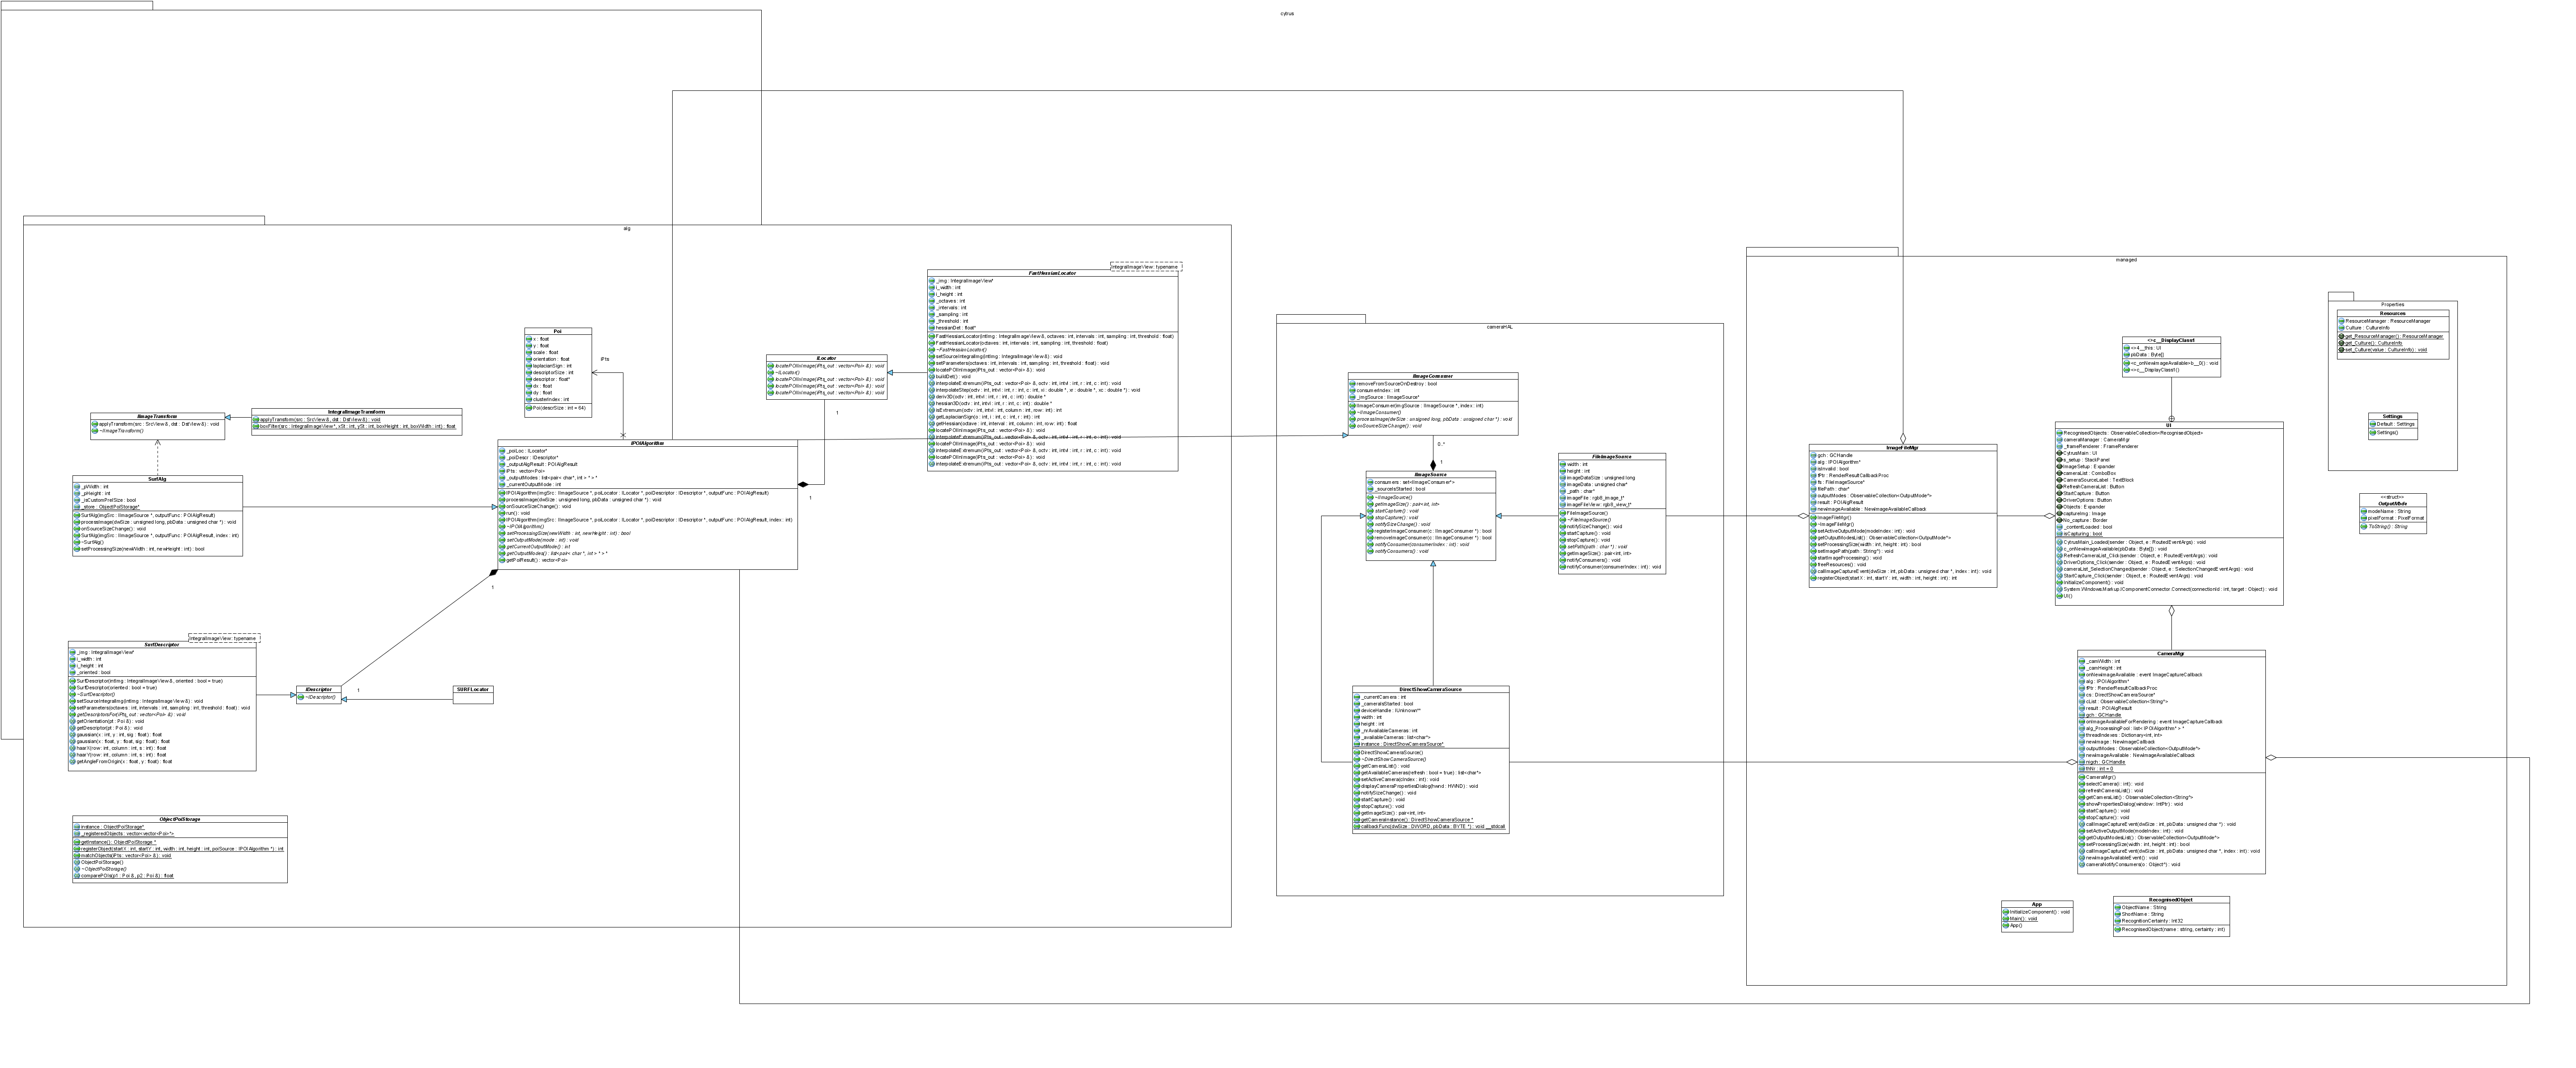 cytrus
alg
IntegralImageView: typename
FastHessianLocator
_img : IntegralImageView*
i_width : int
i_height : int
_octaves : int
_intervals : int
_sampling : int
_threshold : int
hessianDet : float*
FastHessianLocator(intImg : IntegralImageView &, octaves : int, intervals : int, sampling : int, threshold : float)
FastHessianLocator(octaves : int, intervals : int, sampling : int, threshold : float)
~FastHessianLocator()
setSourceIntegralImg(intImg : IntegralImageView &) : void
setParameters(octaves : int, intervals : int, sampling : int, threshold : float) : void
locatePOIInImage(iPts_out : vector<Poi> &) : void
buildDet() : void
interpolateExtremum(iPts_out : vector<Poi> &, octv : int, intvl : int, r : int, c : int) : void
interpolateStep(octv : int, intvl : int, r : int, c : int, xi : double *, xr : double *, xc : double *) : void
deriv3D(octv : int, intvl : int, r : int, c : int) : double *
hessian3D(octv : int, intvl : int, r : int, c : int) : double *
isExtremum(octv : int, intvl : int, column : int, row : int) : int
getLaplacianSign(o : int, i : int, c : int, r : int) : int
getHessian(octave : int, interval : int, column : int, row : int) : float
locatePOIInImage(iPts_out : vector<Poi> &) : void
interpolateExtremum(iPts_out : vector<Poi> &, octv : int, intvl : int, r : int, c : int) : void
locatePOIInImage(iPts_out : vector<Poi> &) : void
interpolateExtremum(iPts_out : vector<Poi> &, octv : int, intvl : int, r : int, c : int) : void
locatePOIInImage(iPts_out : vector<Poi> &) : void
interpolateExtremum(iPts_out : vector<Poi> &, octv : int, intvl : int, r : int, c : int) : void
Poi
x : float
y : float
scale : float
orientation : float
laplacianSign : int
descriptorSize : int
descriptor : float*
dx : float
dy : float
clusterIndex : int
Poi(descrSize : int = 64)
iPts
ILocator
locatePOIInImage(iPts_out : vector<Poi> &) : void
~ILocator()
locatePOIInImage(iPts_out : vector<Poi> &) : void
locatePOIInImage(iPts_out : vector<Poi> &) : void
locatePOIInImage(iPts_out : vector<Poi> &) : void
1
1
IImageTransform
applyTransform(src : SrcView &, dst : DstView &) : void
~IImageTransform()
IntegralImageTransform
applyTransform(src : SrcView &, dst : DstView &) : void
boxFilter(src : IntegralImageView *, xSt : int, ySt : int, boxHeight : int, boxWidth : int) : float
IPOIAlgorithm
_poiLoc : ILocator*
_poiDescr : IDescriptor*
_outputAlgResult : POIAlgResult
iPts : vector<Poi>
_outputModes : list<pair< char*, int > * > *
_currentOutputMode : int
IPOIAlgorithm(imgSrc : IImageSource *, poiLocator : ILocator *, poiDescriptor : IDescriptor *, outputFunc : POIAlgResult)
processImage(dwSize : unsigned long, pbData : unsigned char *) : void
onSourceSizeChange() : void
run() : void
IPOIAlgorithm(imgSrc : IImageSource *, poiLocator : ILocator *, poiDescriptor : IDescriptor *, outputFunc : POIAlgResult, index : int)
~IPOIAlgorithm()
setProcessingSize(newWidth : int, newHeight : int) : bool
setOutputMode(mode : int) : void
getCurrentOutputMode() : int
getOutputModes() : list<pair< char*, int > * > *
getPoiResult() : vector<Poi>
1
SurfAlg
_pWidth : int
_pHeight : int
_isCustomPrelSize : bool
_store : ObjectPoiStorage*
SurfAlg(imgSrc : IImageSource *, outputFunc : POIAlgResult)
processImage(dwSize : unsigned long, pbData : unsigned char *) : void
onSourceSizeChange() : void
SurfAlg(imgSrc : IImageSource *, outputFunc : POIAlgResult, index : int)
~SurfAlg()
setProcessingSize(newWidth : int, newHeight : int) : bool
IntegralImageView: typename
SurfDescriptor
_img : IntegralImageView*
i_width : int
i_height : int
_oriented : bool
SurfDescriptor(intImg : IntegralImageView &, oriented : bool = true)
SurfDescriptor(oriented : bool = true)
~SurfDescriptor()
setSourceIntegralImg(intImg : IntegralImageView &) : void
setParameters(octaves : int, intervals : int, sampling : int, threshold : float) : void
getDescriptorsFor(iPts_out : vector<Poi> &) : void
getOrientation(pt : Poi &) : void
getDescriptor(pt : Poi &) : void
gaussian(x : int, y : int, sig : float) : float
gaussian(x : float, y : float, sig : float) : float
haarX(row : int, column : int, s : int) : float
haarY(row : int, column : int, s : int) : float
getAngleFromOrigin(x : float, y : float) : float
IDescriptor
~IDescriptor()
1
SURFLocator
ObjectPoiStorage
instance : ObjectPoiStorage*
_registeredObjects : vector<vector<Poi>*>
getInstance() : ObjectPoiStorage *
registerObject(startX : int, startY : int, width : int, height : int, poiSource : IPOIAlgorithm *) : int
matchObjects(iPts : vector<Poi> &) : void
ObjectPoiStorage()
~ObjectPoiStorage()
comparePOIs(p1 : Poi &, p2 : Poi &) : float
cameraHAL
IImageConsumer
removeFromSourceOnDestroy : bool
consumerIndex : int
_imgSource : IImageSource*
IImageConsumer(imgSource : IImageSource *, index : int)
~IImageConsumer()
processImage(dwSize : unsigned long, pbData : unsigned char *) : void
onSourceSizeChange() : void
0..*
1
IImageSource
consumers : set<IImageConsumer*>
_sourceIsStarted : bool
~IImageSource()
getImageSize() : pair<int, int>
startCapture() : void
stopCapture() : void
notifySizeChange() : void
registerImageConsumer(c : IImageConsumer *) : bool
removeImageConsumer(c : IImageConsumer *) : bool
notifyConsumer(consumerIndex : int) : void
notifyConsumers() : void
FileImageSource
width : int
height : int
imageDataSize : unsigned long
imageData : unsigned char*
_path : char*
imageFile : rgb8_image_t*
imageFileView : rgb8_view_t*
FileImageSource()
~FileImageSource()
notifySizeChange() : void
startCapture() : void
stopCapture() : void
setPath(path : char *) : void
getImageSize() : pair<int, int>
notifyConsumers() : void
notifyConsumer(consumerIndex : int) : void
DirectShowCameraSource
_currentCamera : int
_cameraIsStarted : bool
deviceHandle : IUnknown**
width : int
height : int
_nrAvailableCameras : int
_availableCameras : list<char*>
instance : DirectShowCameraSource*
DirectShowCameraSource()
~DirectShowCameraSource()
getCameraList() : void
getAvailableCameras(refresh : bool = true) : list<char*>
setActiveCamera(cIndex : int) : void
displayCameraPropertiesDialog(hwnd : HWND) : void
notifySizeChange() : void
startCapture() : void
stopCapture() : void
getImageSize() : pair<int, int>
getCameraInstance() : DirectShowCameraSource *
callbackFunc(dwSize : DWORD, pbData : BYTE *) : void __stdcall
managed
ImageFileMgr
gch : GCHandle
alg : IPOIAlgorithm*
isInvalid : bool
fPtr : RenderResultCallbackProc
fs : FileImageSource*
filePath : char*
outputModes : ObservableCollection<OutputMode^>
result : POIAlgResult
newImageAvailable : NewImageAvailableCallback
ImageFileMgr()
~ImageFileMgr()
setActiveOutputMode(modeIndex : int) : void
getOutputModesList() : ObservableCollection<OutputMode^>
setProcessingSize(width : int, height : int) : bool
setImagePath(path : String^) : void
startProcessing() : void
freeResources() : void
callImageCaptureEvent(dwSize : int, pbData : unsigned char *, index : int) : void
registerObject(startX : int, startY : int, width : int, height : int) : int
<>c__DisplayClass1
<>4__this : UI
pbData : Byte[]
<c_onNewImageAvailable>b__0() : void
<>c__DisplayClass1()
UI
RecognisedObjects : ObservableCollection<RecognisedObject>
cameraManager : CameraMgr
_frameRenderer : FrameRenderer
CytrusMain : UI
s_setup : StackPanel
ImageSetup : Expander
cameraList : ComboBox
CameraSourceLabel : TextBlock
RefreshCameraList : Button
StartCapture : Button
DriverOptions : Button
Objects : Expander
captureImg : Image
No_capture : Border
_contentLoaded : bool
isCapturing : bool
CytrusMain_Loaded(sender : Object, e : RoutedEventArgs) : void
c_onNewImageAvailable(pbData : Byte[]) : void
RefreshCameraList_Click(sender : Object, e : RoutedEventArgs) : void
DriverOptions_Click(sender : Object, e : RoutedEventArgs) : void
cameraList_SelectionChanged(sender : Object, e : SelectionChangedEventArgs) : void
StartCapture_Click(sender : Object, e : RoutedEventArgs) : void
InitializeComponent() : void
System.Windows.Markup.IComponentConnector.Connect(connectionId : int, target : Object) : void
UI()
CameraMgr
_camWidth : int
_camHeight : int
onNewImageAvailable : event ImageCaptureCallback
alg : IPOIAlgorithm*
fPtr : RenderResultCallbackProc
cs : DirectShowCameraSource*
cList : ObservableCollection<String^>
result : POIAlgResult
gch : GCHandle
onImageAvailableForRendering : event ImageCaptureCallback
alg_ProcessingPool : list< IPOIAlgorithm* > *
threadIndexes : Dictionary<int, int>
newImage : NewImageCallback
outputModes : ObservableCollection<OutputMode^>
newImageAvailable : NewImageAvailableCallback
nigch : GCHandle
thNr : int = 0
CameraMgr()
selectCamera(i : int) : void
refreshCameraList() : void
getCameraList() : ObservableCollection<String^>
showPropertiesDialog(window : IntPtr) : void
startCapture() : void
stopCapture() : void
callImageCaptureEvent(dwSize : int, pbData : unsigned char *) : void
setActiveOutputMode(modeIndex : int) : void
getOutputModesList() : ObservableCollection<OutputMode^>
setProcessingSize(width : int, height : int) : bool
callImageCaptureEvent(dwSize : int, pbData : unsigned char *, index : int) : void
newImageAvailableEvent() : void
cameraNotifyConsumers(o : Object^) : void
Properties
Resources
ResourceManager : ResourceManager
Culture : CultureInfo
get_ResourceManager() : ResourceManager
get_Culture() : CultureInfo
set_Culture(value : CultureInfo) : void
Settings
Default : Settings
Settings()
<<struct>>
OutputMode
modeName : String
pixelFormat : PixelFormat
ToString() : String
App
InitializeComponent() : void
Main() : void
App()
RecognisedObject
ObjectName : String
ShortName : String
RecognitionCertainty : Int32
RecognisedObject(name : string, certainty : int)